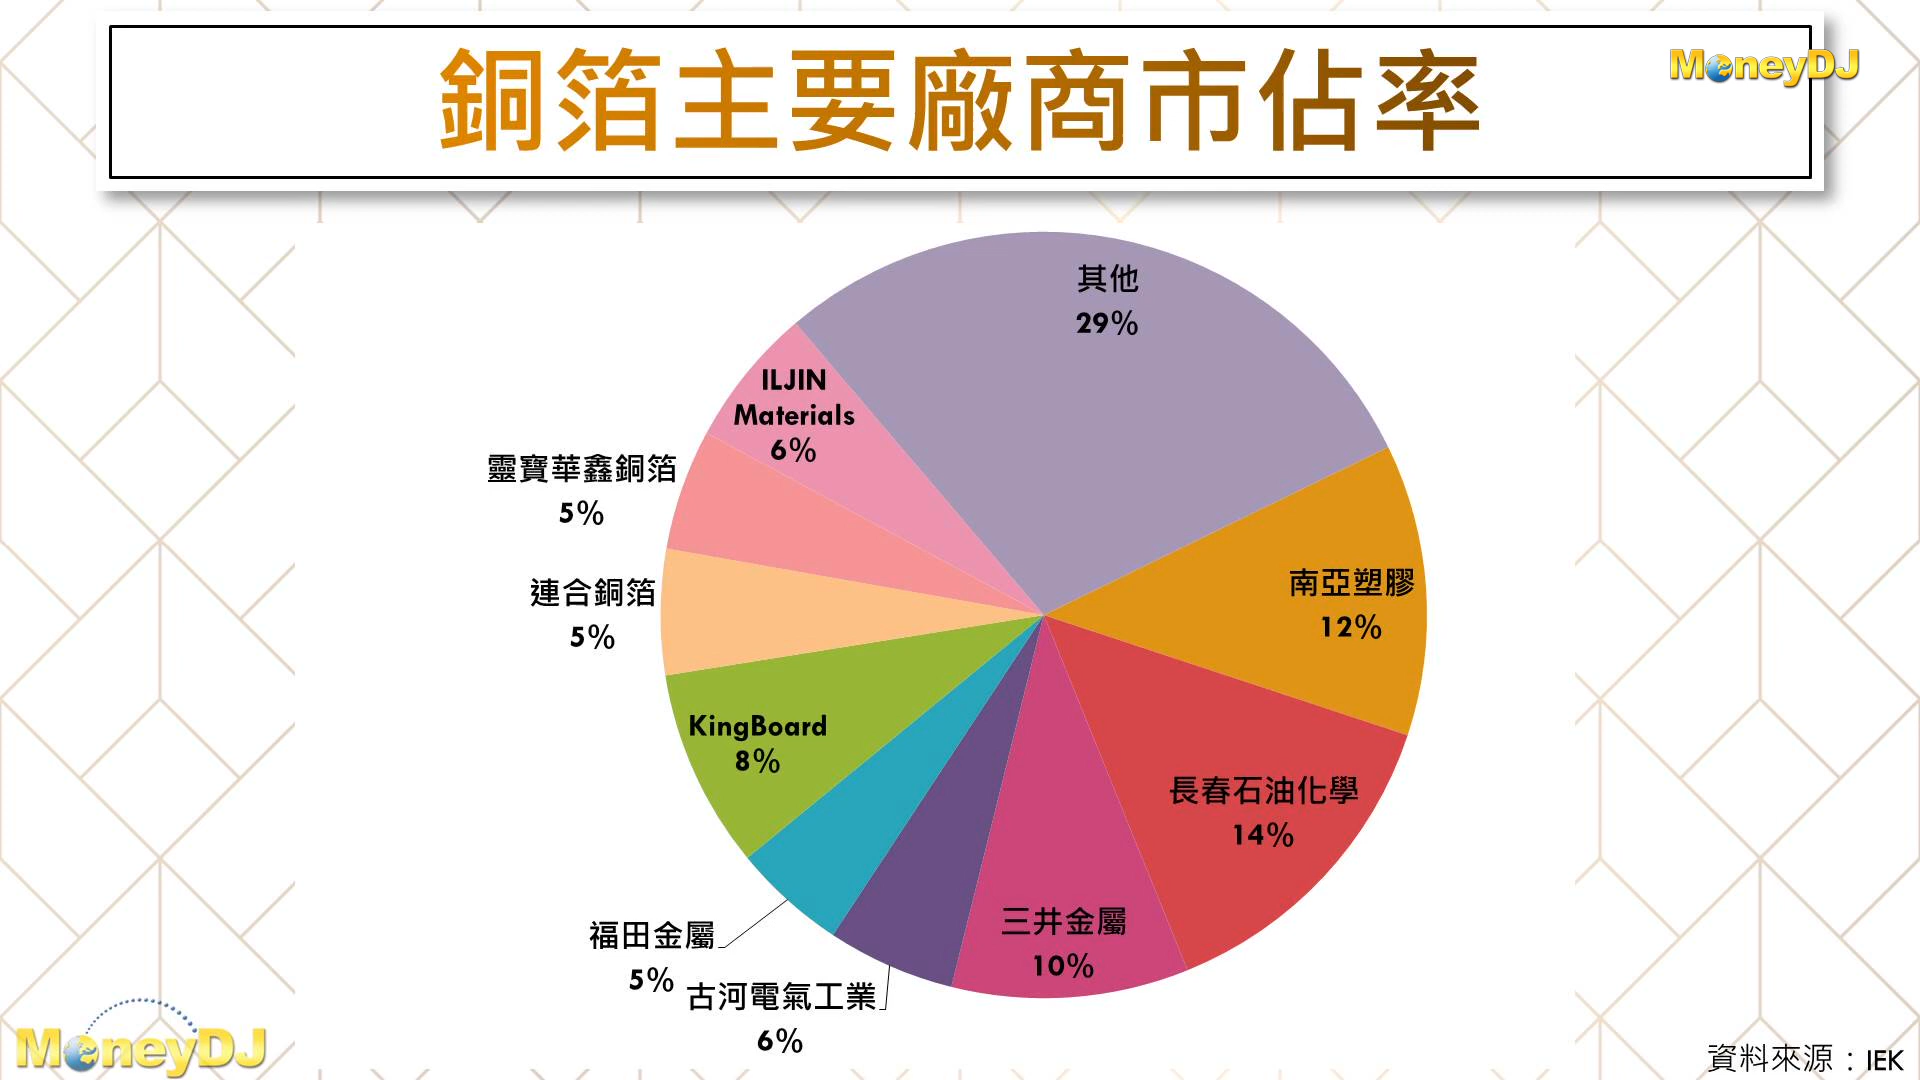 銅箔主要廠商市佔率
MoneyDJ
其他
29%
ILJIN
Materials
6%
靈寶華鑫銅箔
5%
連合銅箔
5%
南亞塑膠
12%
KingBoard
8%
長春石油化學
14%
三井金屬
10%
福田金屬
5%
古河電氣工業
6%
MoneyDJ
資料來源：IEK